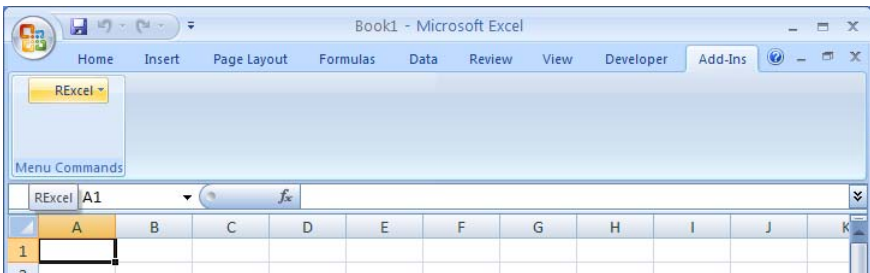 Book1 - Microsoft Excel
Home Insert Page Layout Formulas Data Review View Developer Add-Ins
RExcel
Menu Commands
RExcel A1 fx
A B C D E F G H I J K
1